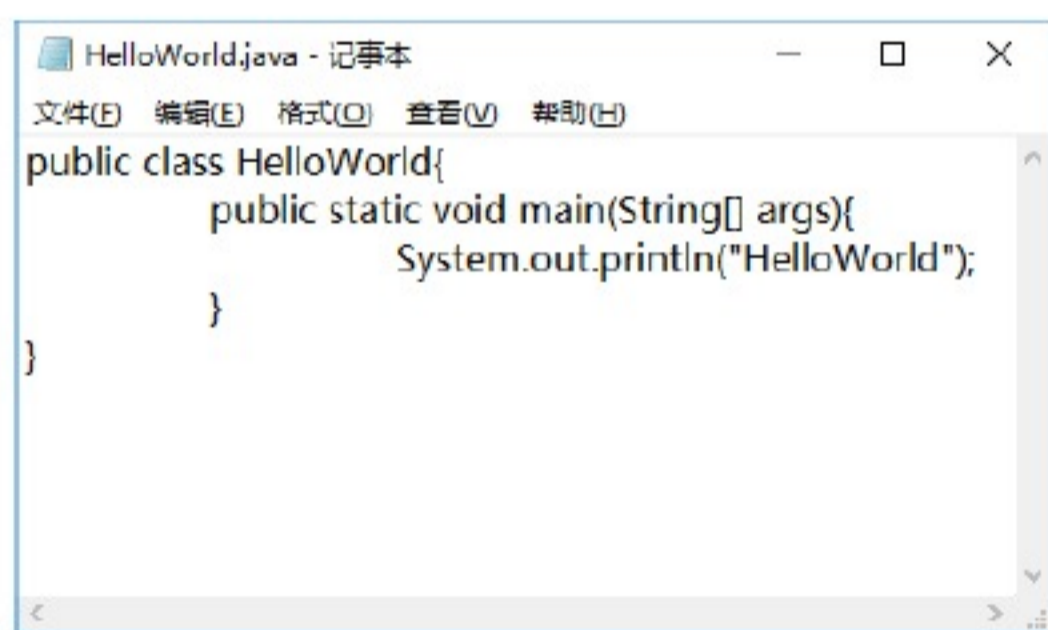 HelloWorld.java - 记事本
文件(F) 编辑(E) 格式(O) 查看(V) 帮助(H)
public class HelloWorld{
public static void main(String[] args){
System.out.println("HelloWorld");
}
}